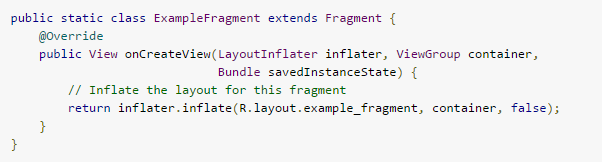 public static class ExampleFragment extends Fragment {
    @Override
    public View onCreateView(LayoutInflater inflater, ViewGroup container,
                             Bundle savedInstanceState) {
        // Inflate the layout for this fragment
        return inflater.inflate(R.layout.example_fragment, container, false);
    }
}